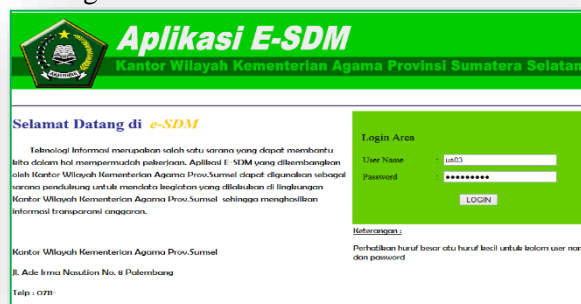 Aplikasi E-SDM
Kantor Wilayah Kementerian Agama Provinsi Sumatera Selatan
Selamat Datang di e-SDM
Teknologi Informasi merupakan salah satu sarana yang dapat membantu
kita dalam hal mempermudah pekerjaan. Aplikasi E-SDM yang dikembangkan
oleh Kantor Wilayah Kementerian Agama Prov.Sumsel dapat digunakan sebagai
sarana pendukung untuk mendata kegiatan yang dilakukan di lingkungan
Kantor Wilayah Kementerian Agama Prov.Sumsel sehingga menghasilkan
informasi transparansi anggaran.
Kantor Wilayah Kementerian Agama Prov.Sumsel
Jl. Ade Irma Nasution No. 8 Palembang
Telp : 0711-
Login Area
User Name : us03
Password : •••••••••
LOGIN
Keterangan :
Perhatikan huruf besar atu huruf kecil untuk kolom user nam
dan password